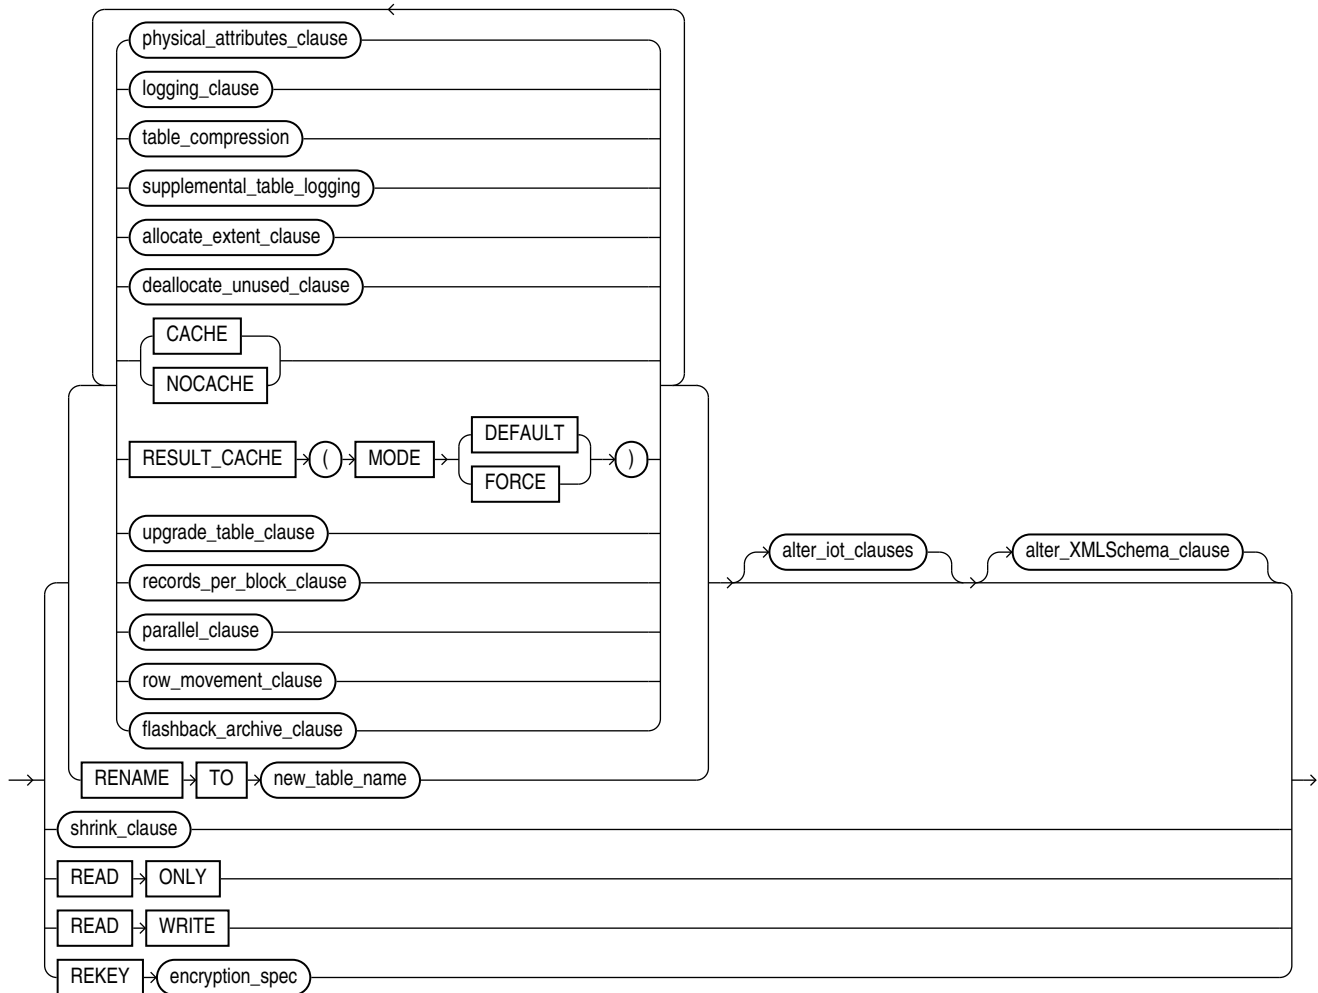 physical_attributes_clause
logging_clause
table_compression
supplemental_table_logging
allocate_extent_clause
deallocate_unused_clause
CACHE
NOCACHE
DEFAULT
RESULT_CACHE ( MODE )
FORCE
upgrade_table_clause
alter_iot_clauses alter_XMLSchema_clause
records_per_block_clause
parallel_clause
row_movement_clause
flashback_archive_clause
RENAME TO new_table_name
shrink_clause
READ ONLY
READ WRITE
REKEY encryption_spec